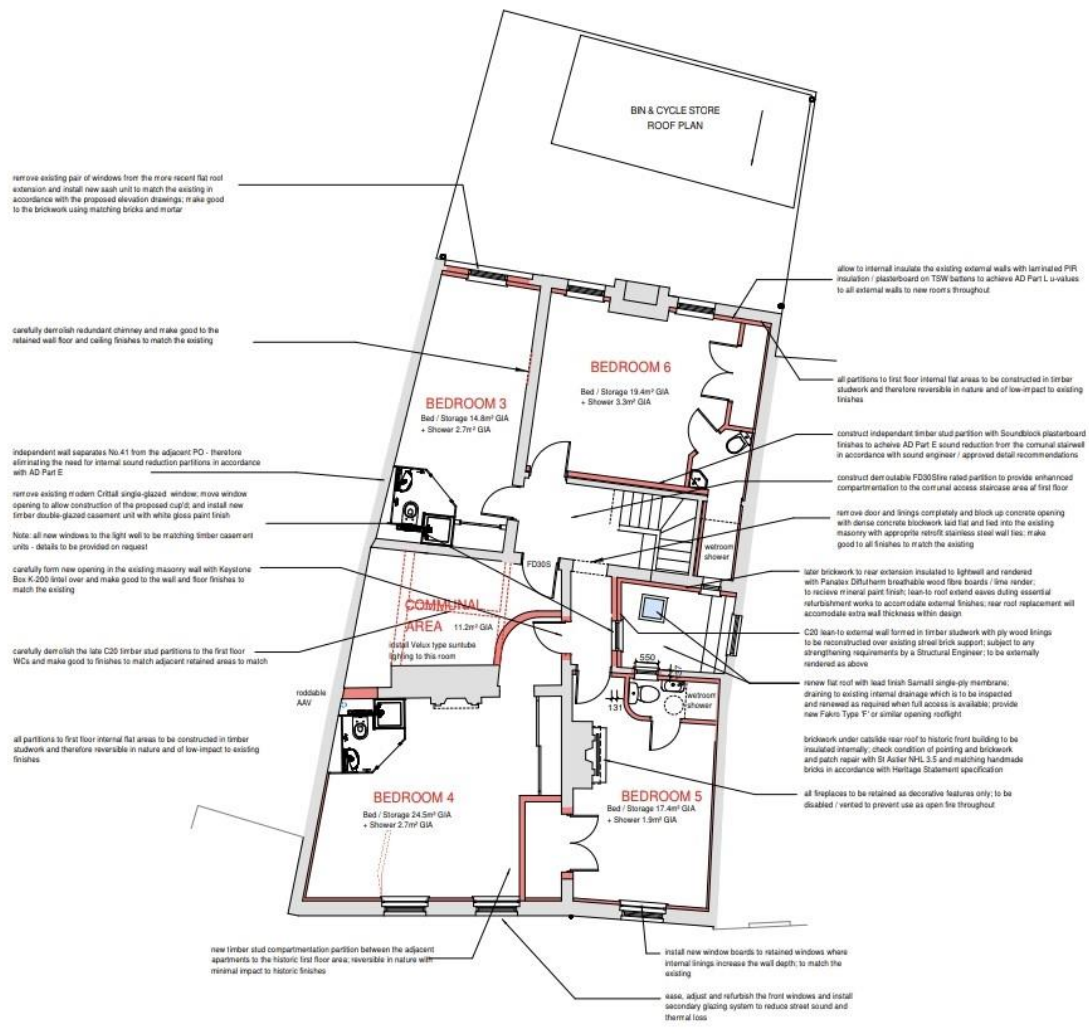 BIN & CYCLE STORE
ROOF PLAN
remove existing pair of windows from the more recent flat roof
extension and install new sash unit to match the existing in
accordance with the proposed elevation drawings; make good
to the brickwork using matching bricks and mortar
carefully demolish redundant chimney and make good to the
retained wall floor and ceiling finishes to match the existing
independent wall separates No.41 from the adjacent PO - therefore
eliminating the need for internal sound reduction partitions in accordance
with AD Part E
remove existing modern Crittall single-glazed window; move window
opening to allow construction of the proposed cup'd; and install new
timber double-glazed casement unit with white gloss paint finish
Note: all new windows to the light well to be matching timber casement
units - details to be provided on request
carefully form new opening in the existing masonry wall with Keystone
Box K-200 lintel over and make good to the wall and floor finishes to
match the existing
carefully demolish the late C20 timber stud partitions to the first floor
WCs and make good to finishes to match adjacent retained areas to match
all partitions to first floor internal flat areas to be constructed in timber
studwork and therefore reversible in nature and of low-impact to existing
finishes
BEDROOM 3
Bed / Storage 14.8m² GIA
+ Shower 2.7m² GIA
BEDROOM 6
Bed / Storage 19.4m² GIA
+ Shower 3.3m² GIA
wetroom
shower
FD30S
COMMUNAL
AREA 11.2m² GIA
install Velux type suntube
lighting to this room
roddable
AAV
550
131
wetroom
shower
BEDROOM 4
Bed / Storage 24.5m² GIA
+ Shower 2.7m² GIA
BEDROOM 5
Bed / Storage 17.4m² GIA
+ Shower 1.9m² GIA
allow to internall insulate the existing external walls with laminated PIR
insulation / plasterboard on TSW battens to achieve AD Part L u-values
to all external walls to new rooms throughout
all partitions to first floor internal flat areas to be constructed in timber
studwork and therefore reversible in nature and of low-impact to existing
finishes
construct independant timber stud partition with Soundblock plasterboard
finishes to acheive AD Part E sound reduction from the comunal stairwell
in accordance with sound engineer / approved detail recommendations
construct demoutable FD30Sfire rated partition to provide enhanced
compartmentation to the comunal access staircase area af first floor
remove door and linings completely and block up concrete opening
with dense concrete blockwork laid flat and tied into the existing
masonry with approprite retrofit stainless steel wall ties; make
good to all finishes to match the existing
later brickwork to rear extension insulated to lightwell and rendered
with Panatex Diffutherm breathable wood fibre boards / lime render;
to recieve mineral paint finish; lean-to roof extend eaves duting essential
refurbishment works to accomodate external finishes; rear roof replacement will
accomodate extra wall thickness within design
C20 lean-to external wall formed in timber studwork with ply wood linings
to be reconstructed over existing streel brick support; subject to any
strengthening requirements by a Structural Engineer; to be externally
rendered as above
renew flat roof with lead finish Sarnafil single-ply membrane;
draining to existing internal drainage which is to be inspected
and renewed as required when full access is available; provide
new Fakro Type 'F' or similar opening rooflight
brickwork under catslide rear roof to historic front building to be
insulated internally; check condition of pointing and brickwork
and patch repair with St Astier NHL 3.5 and matching handmade
bricks in accordance with Heritage Statement specification
all fireplaces to be retained as decorative features only; to be
disabled / vented to prevent use as open fire throughout
new timber stud compartmentation partition between the adjacent
apartments to the historic first floor area; reversible in nature with
minimal impact to historic finishes
install new window boards to retained windows where
internal linings increase the wall depth; to match the
existing
ease, adjust and refurbish the front windows and install
secondary glazing system to reduce street sound and
thermal loss